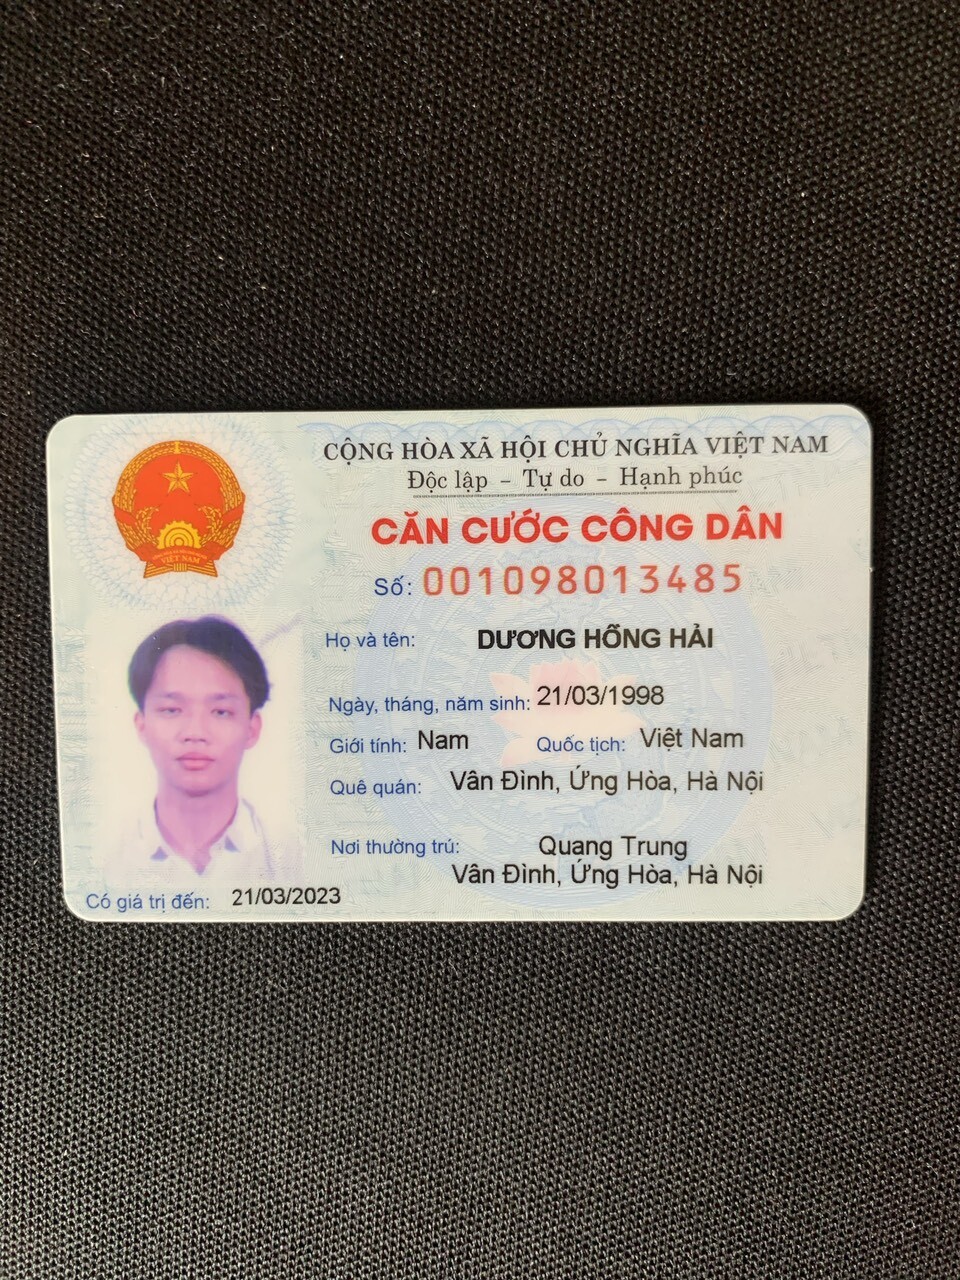 CỘNG HÒA XÃ HỘI CHỦ NGHĨA VIỆT NAM
Độc lập - Tự do - Hạnh phúc
CĂN CƯỚC CÔNG DÂN
Số: 001098013485
Họ và tên: DƯƠNG HỒNG HẢI
Ngày, tháng, năm sinh: 21/03/1998
Giới tính: Nam Quốc tịch: Việt Nam
Quê quán: Vân Đình, Ứng Hòa, Hà Nội
Nơi thường trú: Quang Trung
Vân Đình, Ứng Hòa, Hà Nội
Có giá trị đến: 21/03/2023
VIỆT NAM